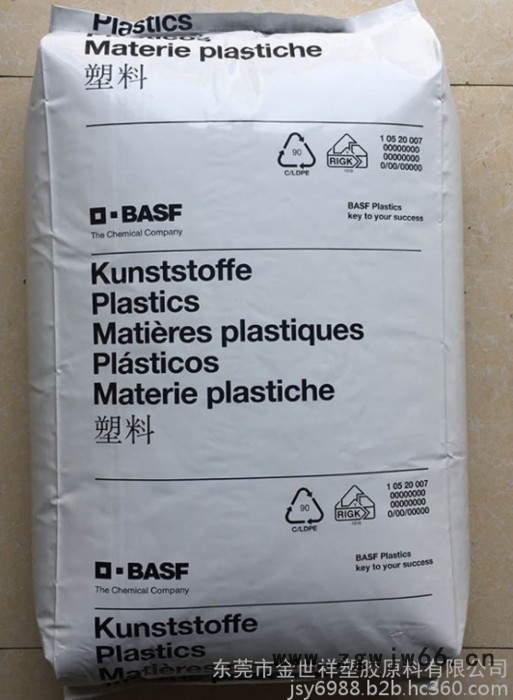 Plastics
Materie plastiche
塑料
90
C/LDPE
RIGK
1 05 20 007
00000000
00000000
0/00/00000
BASF
The Chemical Company
BASF Plastics
key to your success
Kunststoffe
Plastics
Matières plastiques
Plásticos
Materie plastiche
塑料
90
C/LDPE
RIGK
1 05 20 007
00000000
00000000
0/00/00000
BASF
The Chemical Company
BASF Plastics
key to your success
Kunststoffe
Plastics
Matières
www.zgwjw66.cn
东莞市金世祥塑胶原料有限公司
jsy6988.b2b.hc360.com